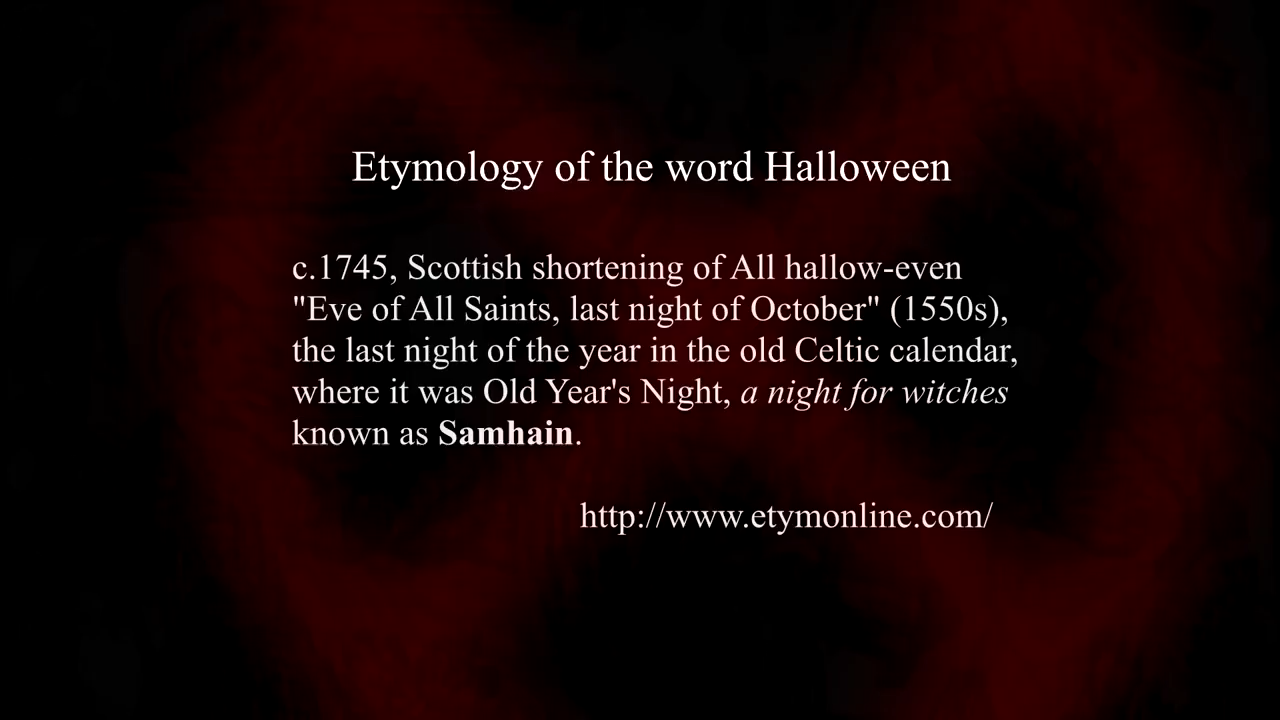 Etymology of the word Halloween
c.1745, Scottish shortening of All hallow-even
"Eve of All Saints, last night of October" (1550s),
the last night of the year in the old Celtic calendar,
where it was Old Year's Night, a night for witches
known as Samhain.
http://www.etymonline.com/